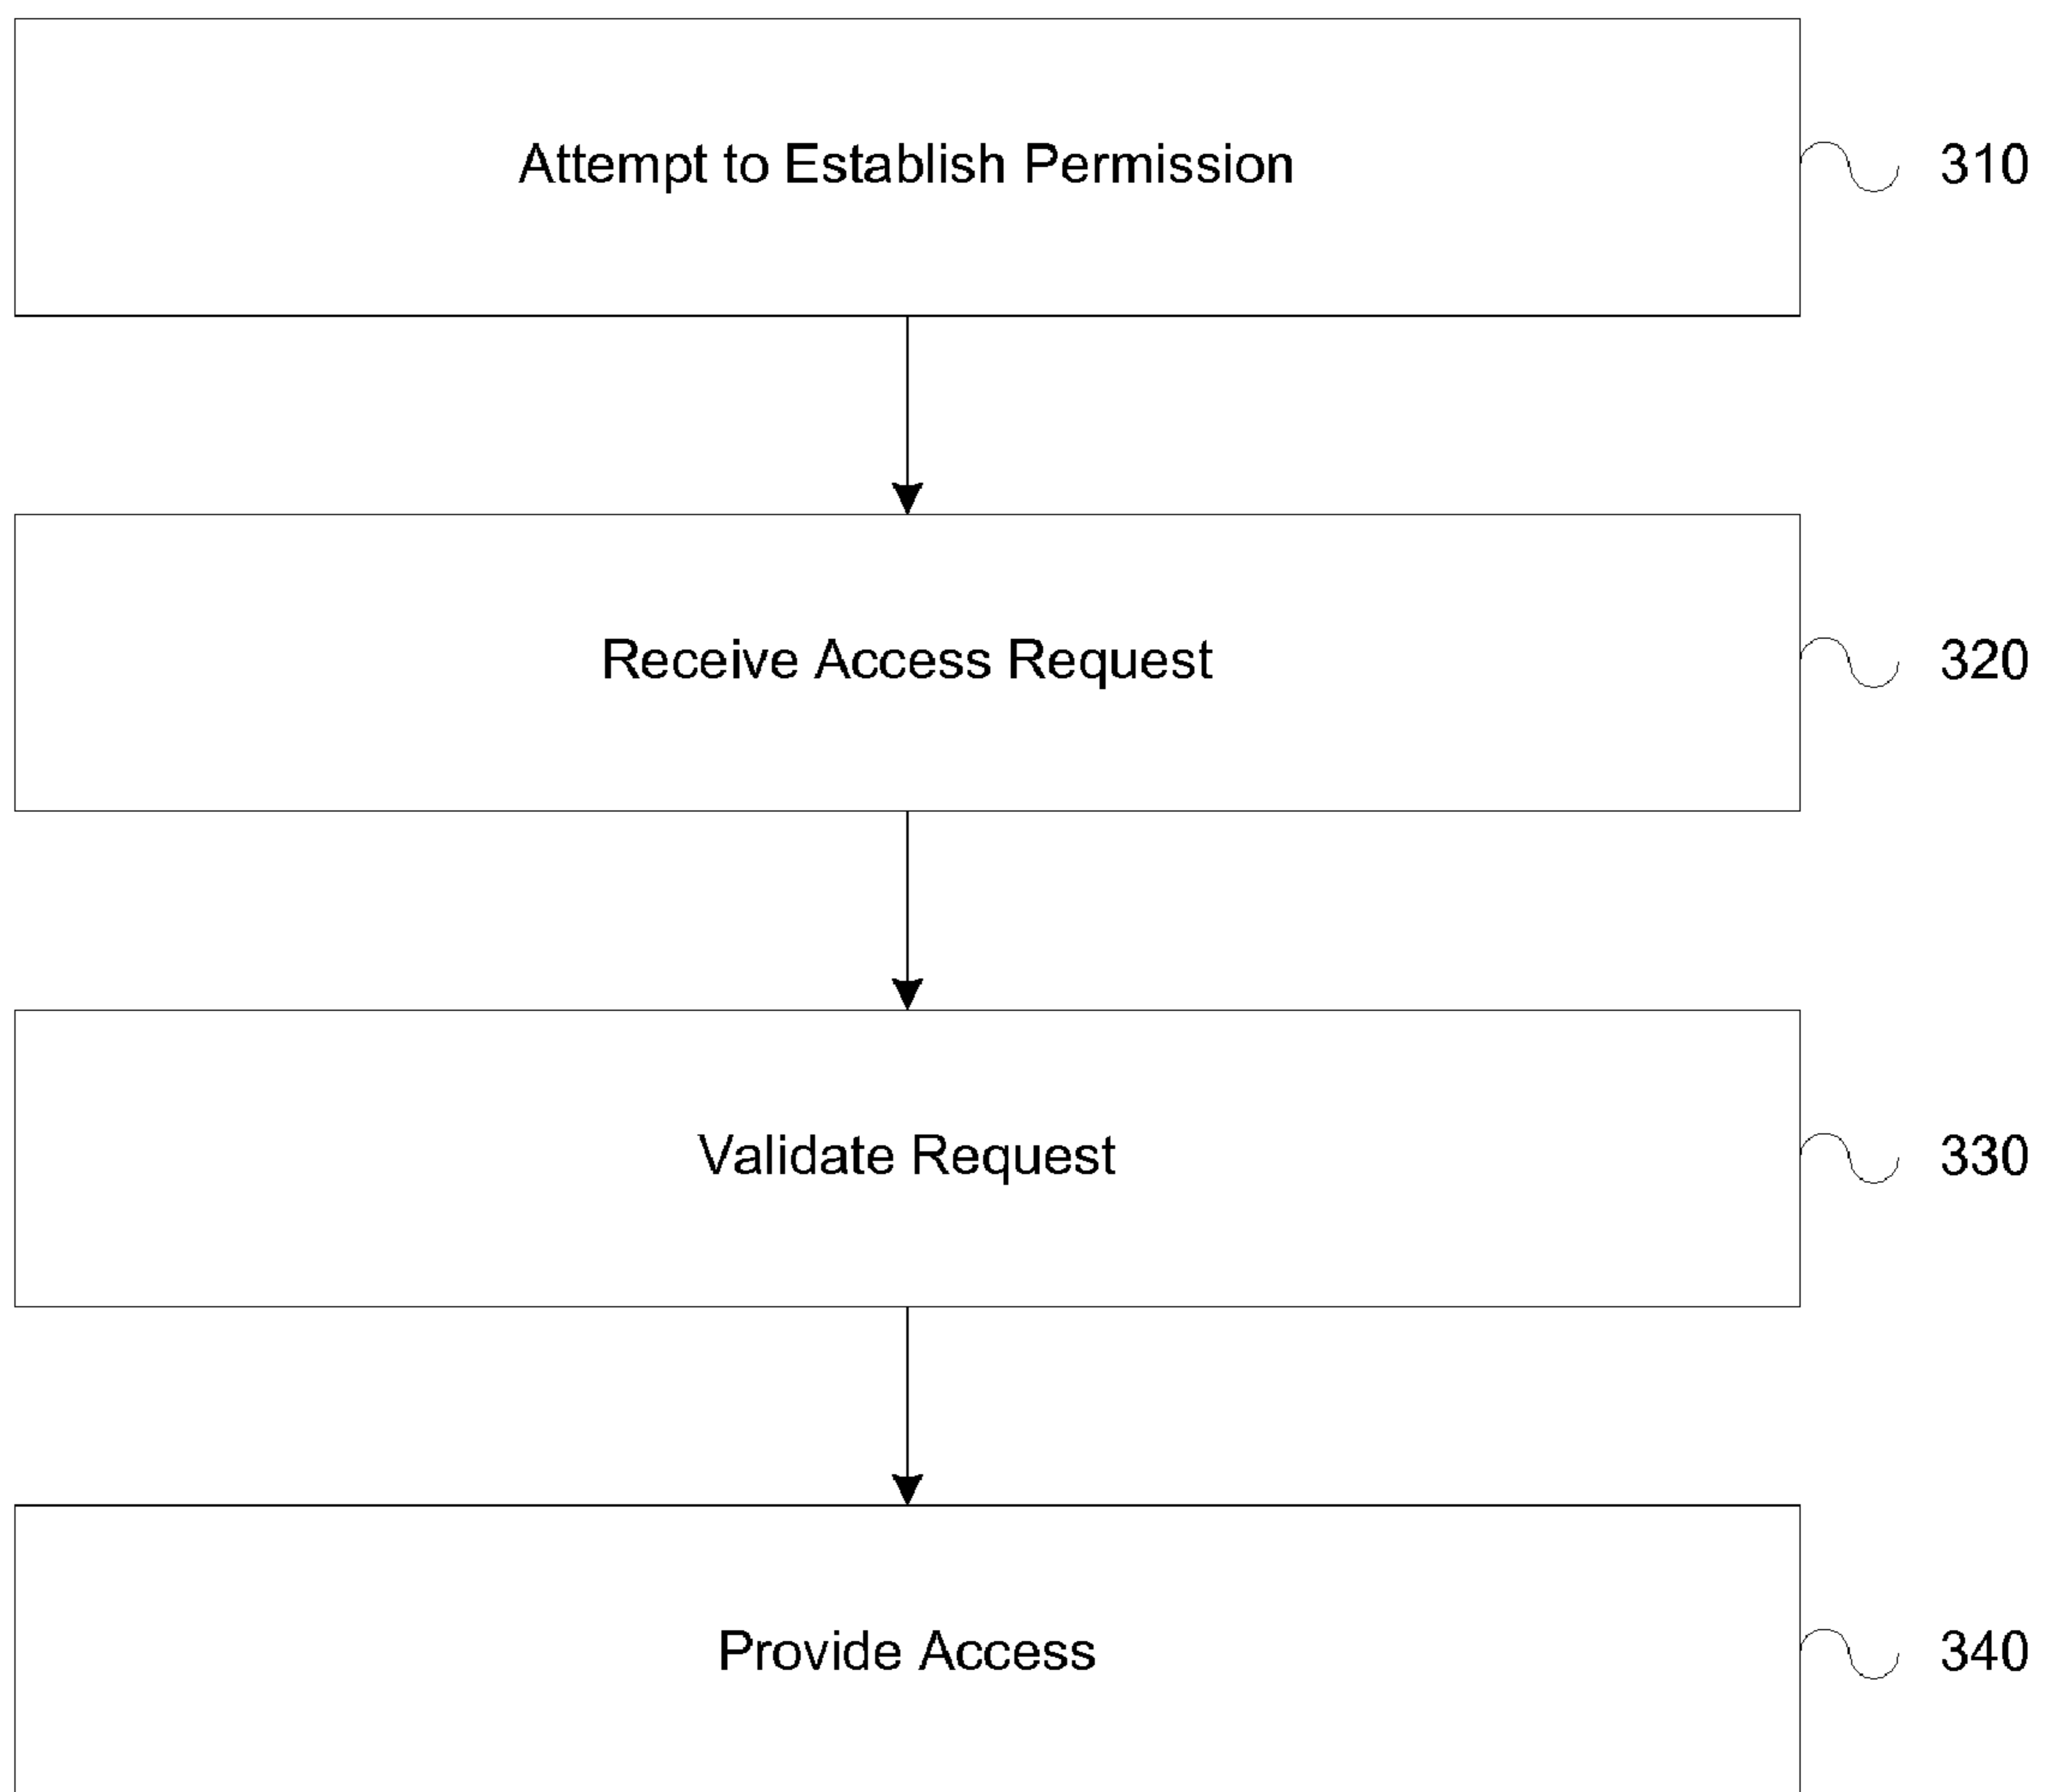 Attempt to Establish Permission 310
Receive Access Request 320
Validate Request 330
Provide Access 340